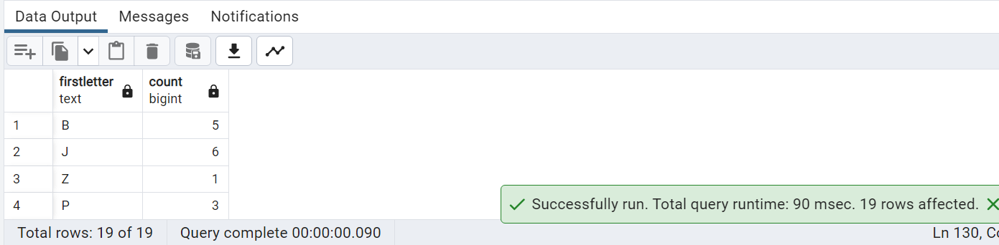 Data Output Messages Notifications
firstletter count
text bigint
1 B 5
2 J 6
3 Z 1
4 P 3
Successfully run. Total query runtime: 90 msec. 19 rows affected.
Total rows: 19 of 19 Query complete 00:00:00.090 Ln 130, Co